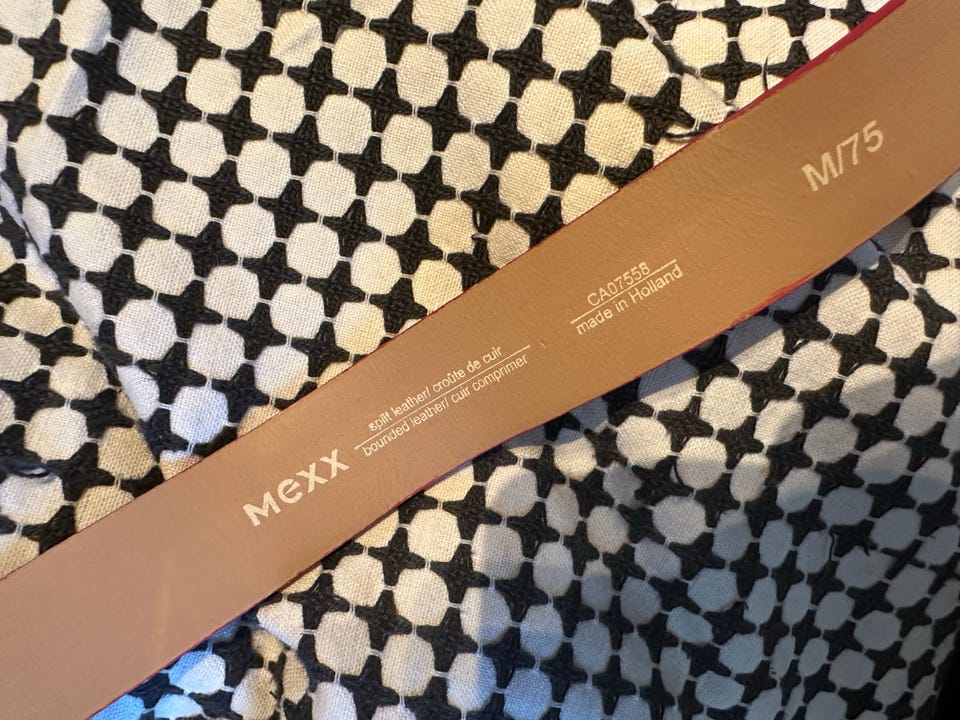 mexx
split leather/ croûte de cuir
bounded leather/ cuir comprimer
CA07558
made in Holland
M/75